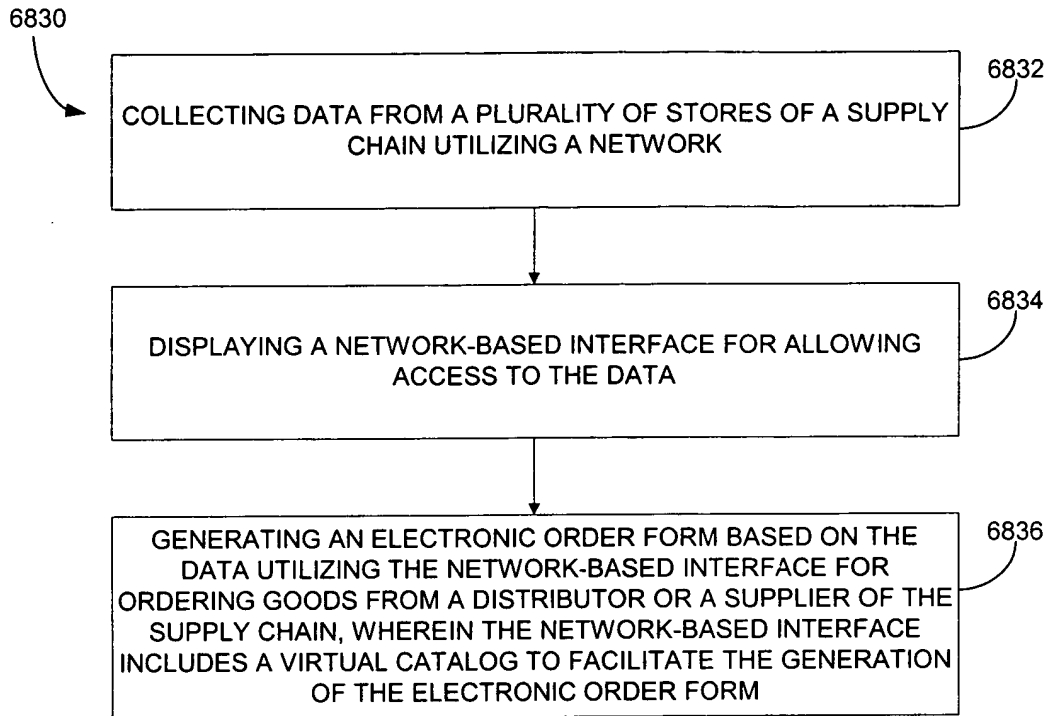 6830
6832
COLLECTING DATA FROM A PLURALITY OF STORES OF A SUPPLY
CHAIN UTILIZING A NETWORK
6834
DISPLAYING A NETWORK-BASED INTERFACE FOR ALLOWING
ACCESS TO THE DATA
6836
GENERATING AN ELECTRONIC ORDER FORM BASED ON THE
DATA UTILIZING THE NETWORK-BASED INTERFACE FOR
ORDERING GOODS FROM A DISTRIBUTOR OR A SUPPLIER OF THE
SUPPLY CHAIN, WHEREIN THE NETWORK-BASED INTERFACE
INCLUDES A VIRTUAL CATALOG TO FACILITATE THE GENERATION
OF THE ELECTRONIC ORDER FORM